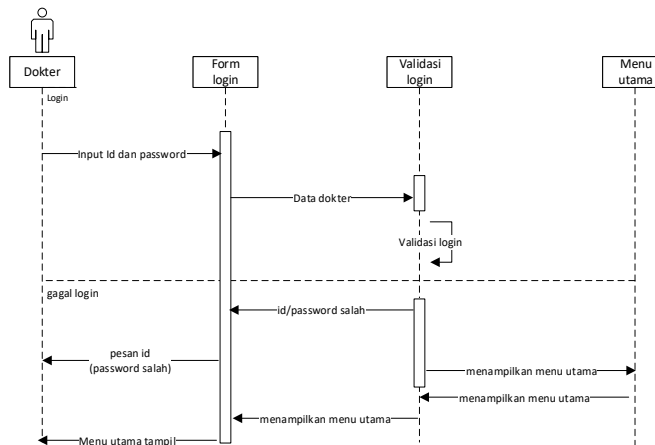 Dokter
Form
login
Validasi
login
Menu
utama
Login
Input Id dan password
Data dokter
Validasi login
gagal login
id/password salah
pesan id
(password salah)
menampilkan menu utama
menampilkan menu utama
menampilkan menu utama
Menu utama tampil